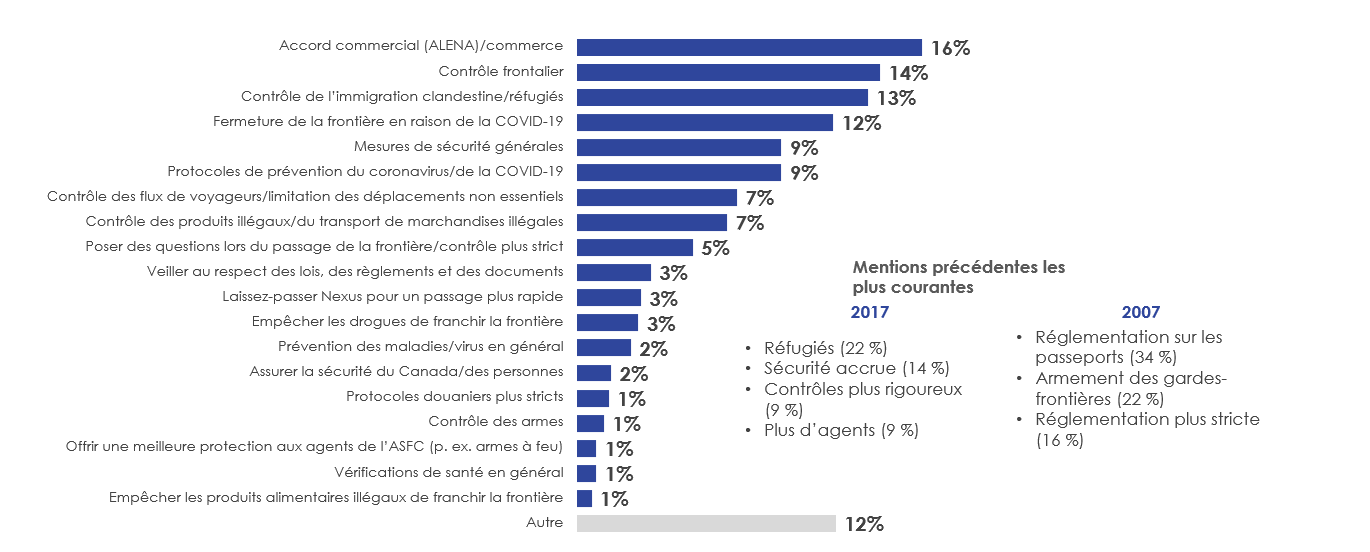 Accord commercial (ALENA)/commerce 16%
Contrôle frontalier 14%
Contrôle de l'immigration clandestine/réfugiés 13%
Fermeture de la frontière en raison de la COVID-19 12%
Mesures de sécurité générales 9%
Protocoles de prévention du coronavirus/de la COVID-19 9%
Contrôle des flux de voyageurs/limitation des déplacements non essentiels 7%
Contrôle des produits illégaux/du transport de marchandises illégales 7%
Poser des questions lors du passage de la frontière/contrôle plus strict 5%
Veiller au respect des lois, des règlements et des documents 3%
Laissez-passer Nexus pour un passage plus rapide 3%
Empêcher les drogues de franchir la frontière 3%
Prévention des maladies/virus en général 2%
Assurer la sécurité du Canada/des personnes 2%
Protocoles douaniers plus stricts 1%
Contrôle des armes 1%
Offrir une meilleure protection aux agents de l'ASFC (p. ex. armes à feu) 1%
Vérifications de santé en général 1%
Empêcher les produits alimentaires illégaux de franchir la frontière 1%
Autre 12%
Mentions précédentes les
plus courantes
2017
• Réfugiés (22 %)
• Sécurité accrue (14 %)
• Contrôles plus rigoureux
(9 %)
• Plus d'agents (9 %)
2007
• Réglementation sur les
passeports (34 %)
• Armement des gardes-
frontières (22 %)
• Réglementation plus stricte
(16 %)